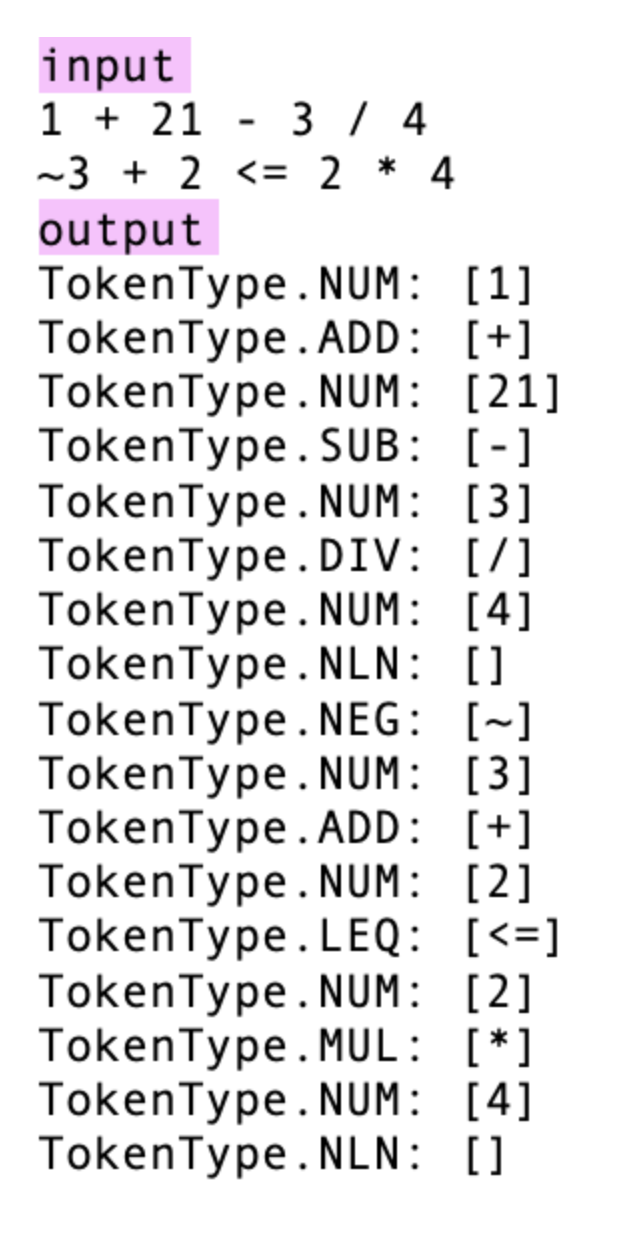 input
1 + 21 - 3 / 4
~3 + 2 <= 2 * 4
output
TokenType.NUM: [1]
TokenType.ADD: [+]
TokenType.NUM: [21]
TokenType.SUB: [-]
TokenType.NUM: [3]
TokenType.DIV: [/]
TokenType.NUM: [4]
TokenType.NLN: []
TokenType.NEG: [~]
TokenType.NUM: [3]
TokenType.ADD: [+]
TokenType.NUM: [2]
TokenType.LEQ: [<=]
TokenType.NUM: [2]
TokenType.MUL: [*]
TokenType.NUM: [4]
TokenType.NLN: []